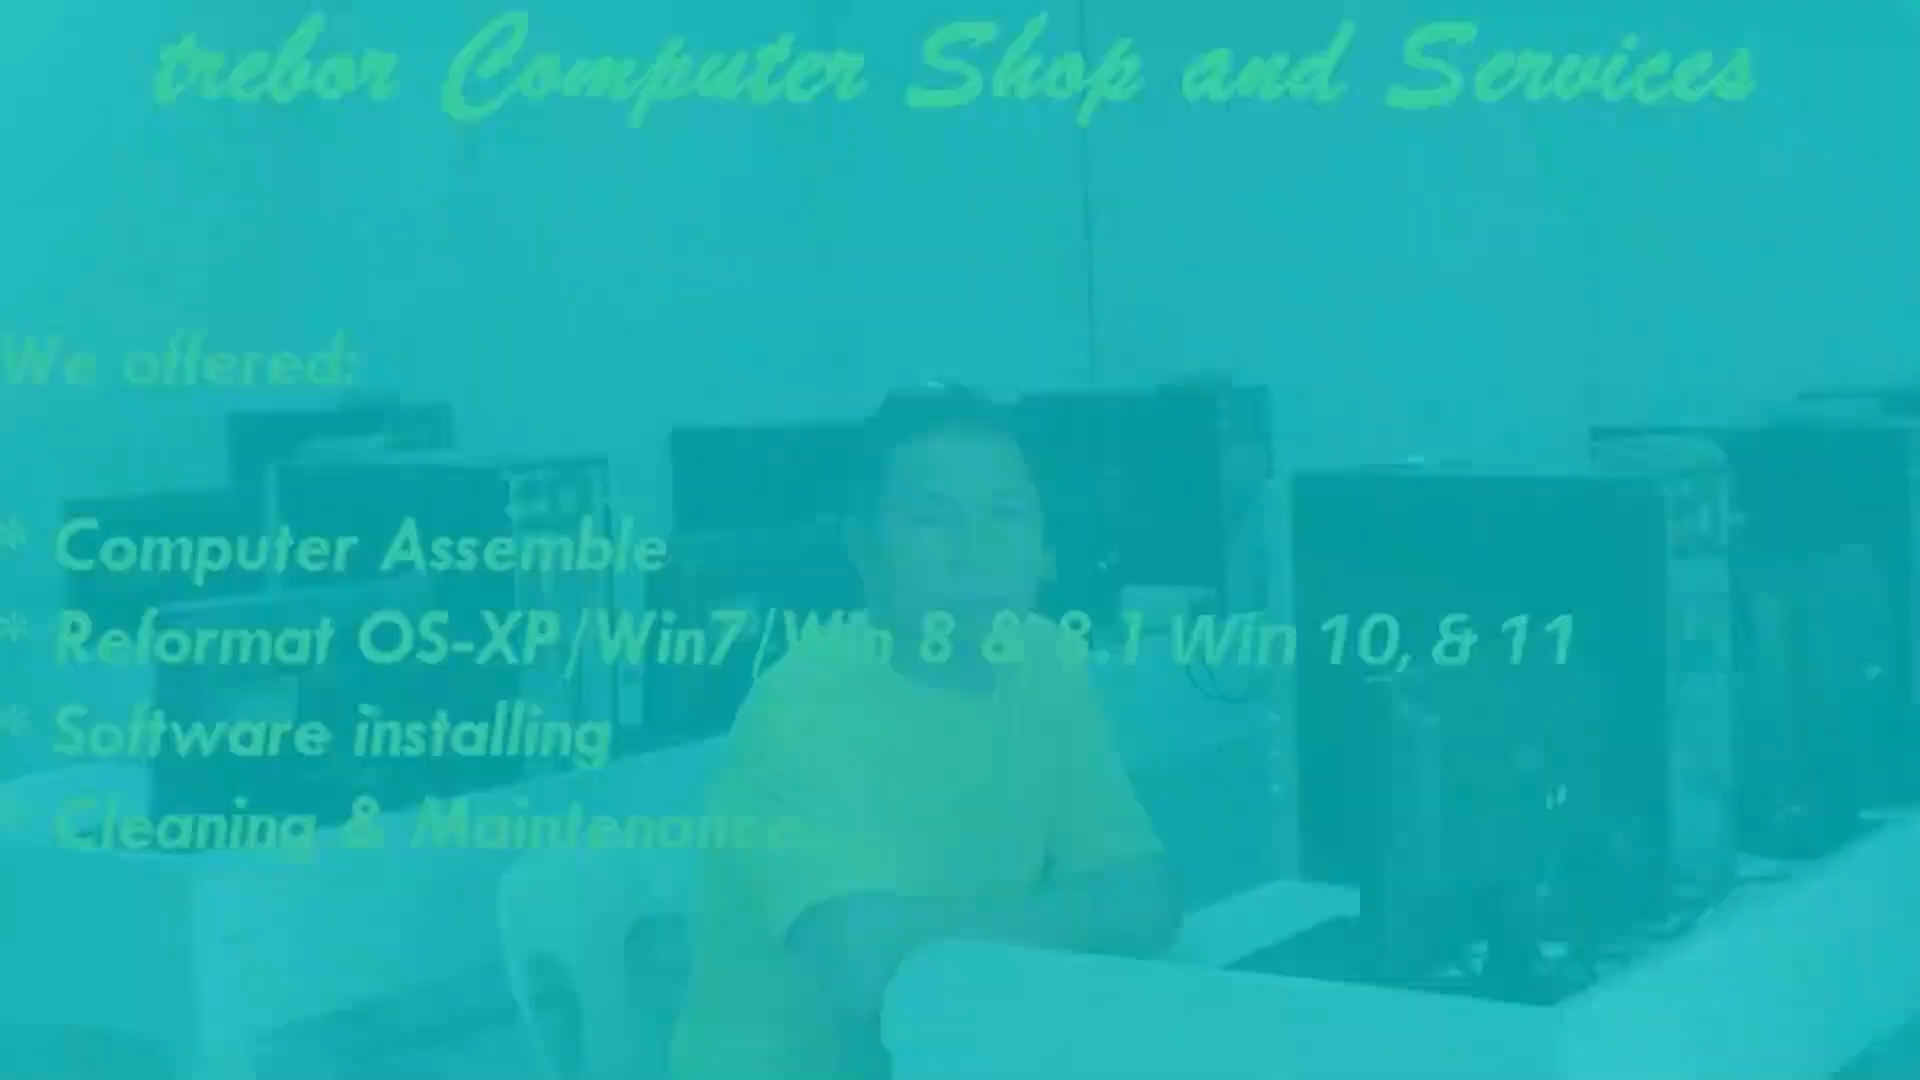 trebor Computer Shop and Services
We offered:
* Computer Assemble
* Reformat OS-XP/Win7/Win 8 & 8.1 Win 10, & 11
* Software installing
* Cleaning & Maintenance